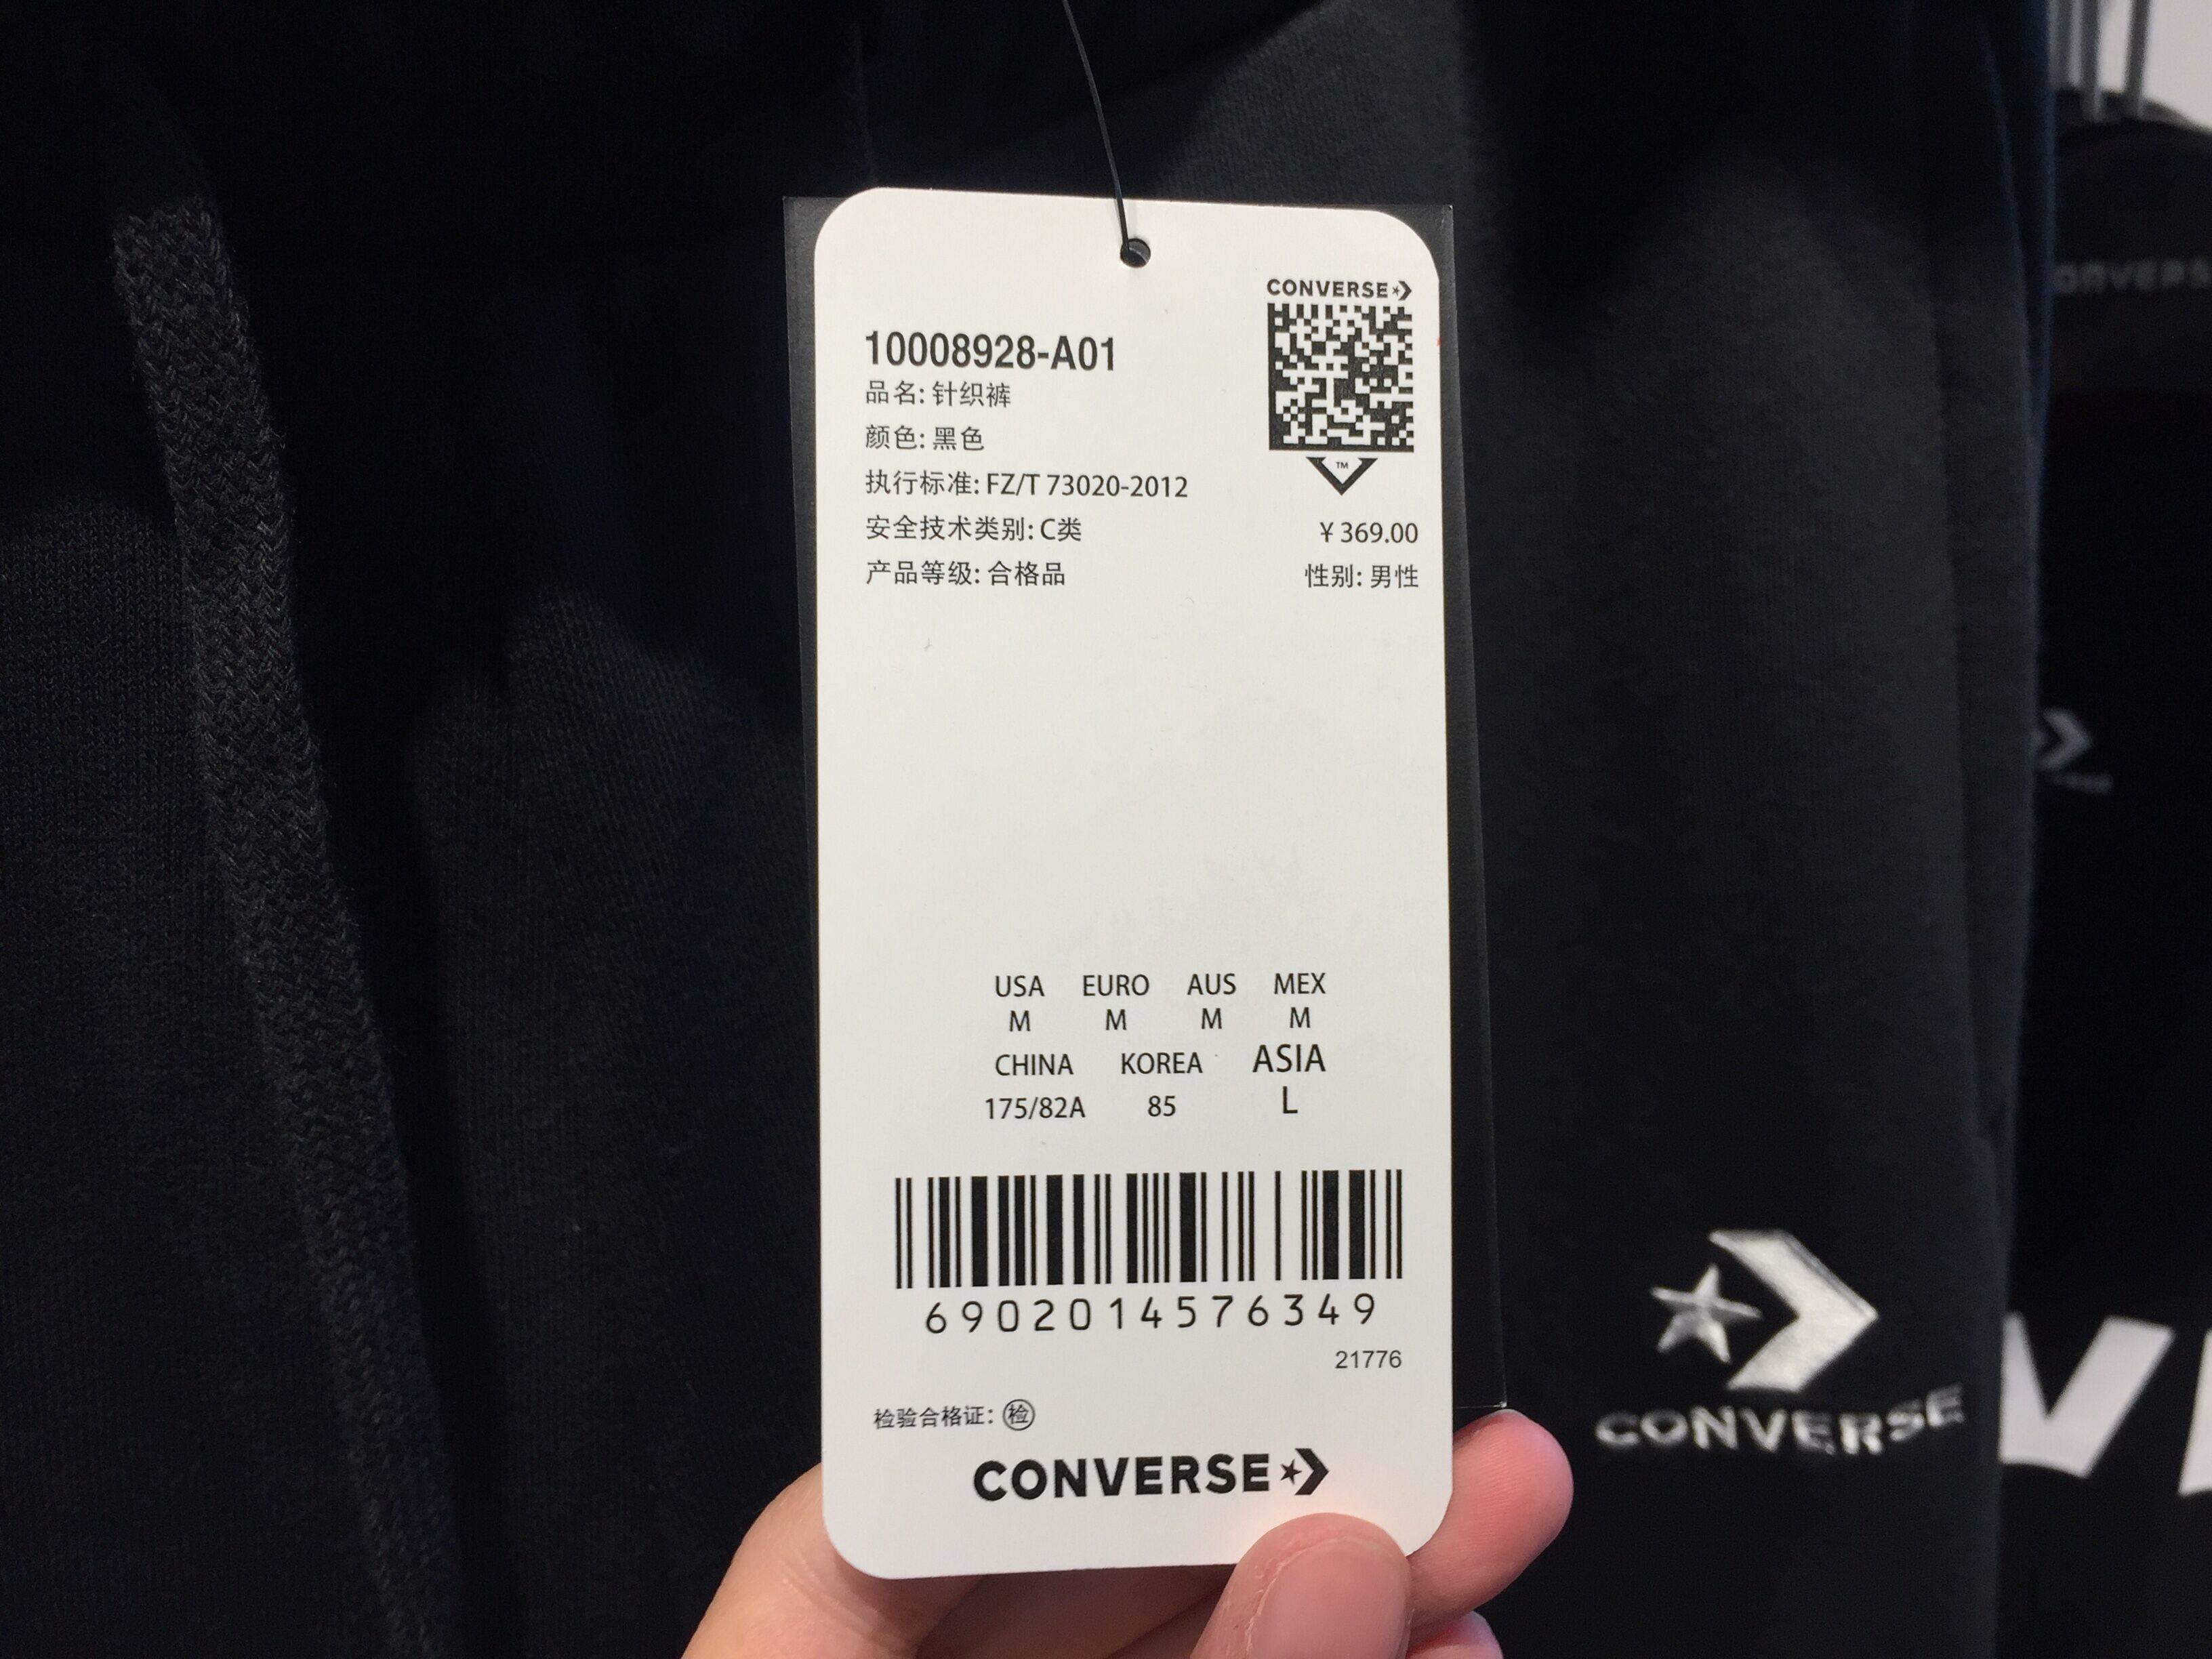 CONVERSE
10008928-A01
品名: 针织裤
颜色: 黑色
执行标准: FZ/T 73020-2012
安全技术类别: C类
产品等级: 合格品
TM
¥ 369.00
性别: 男性
USA EURO AUS MEX
M M M M
CHINA KOREA ASIA
175/82A 85 L
6902014576349
21776
检验合格证: 检
CONVERSE
CONVERSE